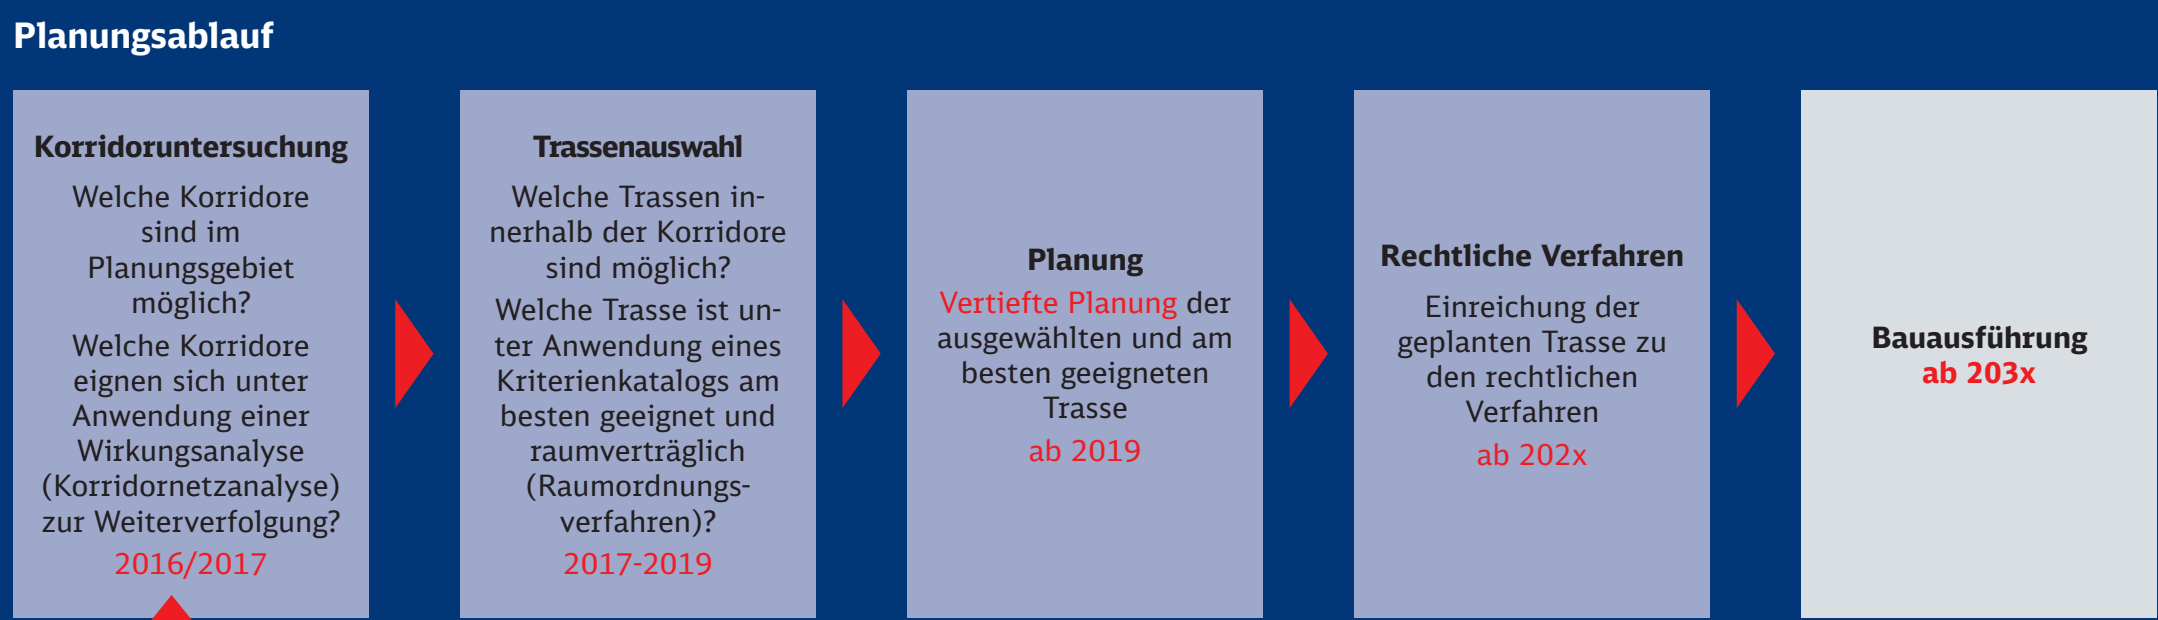 Planungsablauf
Korridoruntersuchung
Welche Korridore
sind im
Planungsgebiet
möglich?
Welche Korridore
eignen sich unter
Anwendung einer
Wirkungsanalyse
(Korridornetzanalyse)
zur Weiterverfolgung?
2016/2017
Trassenauswahl
Welche Trassen in-
nerhalb der Korridore
sind möglich?
Welche Trasse ist un-
ter Anwendung eines
Kriterienkatalogs am
besten geeignet und
raumverträglich
(Raumordnungs-
verfahren)?
2017-2019
Planung
Vertiefte Planung der
ausgewählten und am
besten geeigneten
Trasse
ab 2019
Rechtliche Verfahren
Einreichung der
geplanten Trasse zu
den rechtlichen
Verfahren
ab 202x
Bauausführung
ab 203x